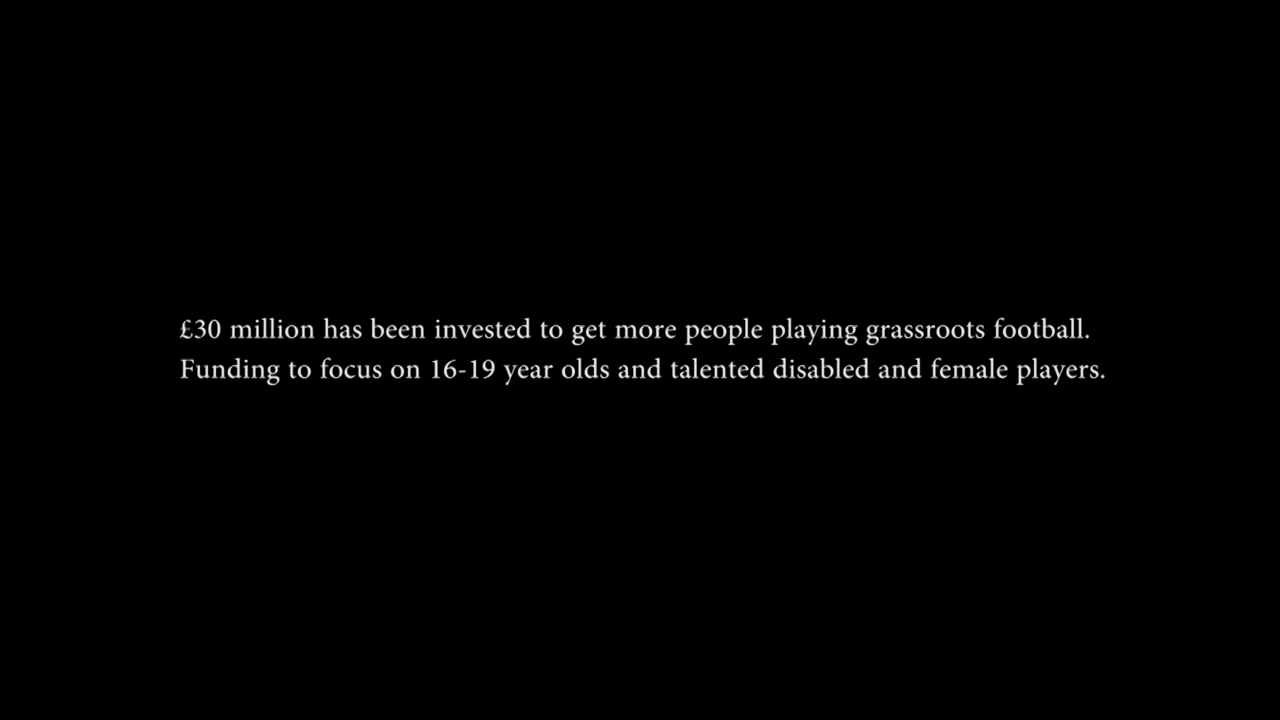 £30 million has been invested to get more people playing grassroots football.
Funding to focus on 16-19 year olds and talented disabled and female players.